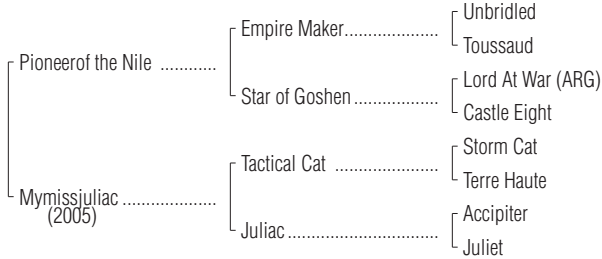 Unbridled
Empire Maker....................
Toussaud
Pioneerof the Nile ............
Lord At War (ARG)
Star of Goshen..................
Castle Eight
Storm Cat
Tactical Cat ......................
Terre Haute
Mymissjuliac ....................
(2005)
Accipiter
Juliac................................
Juliet